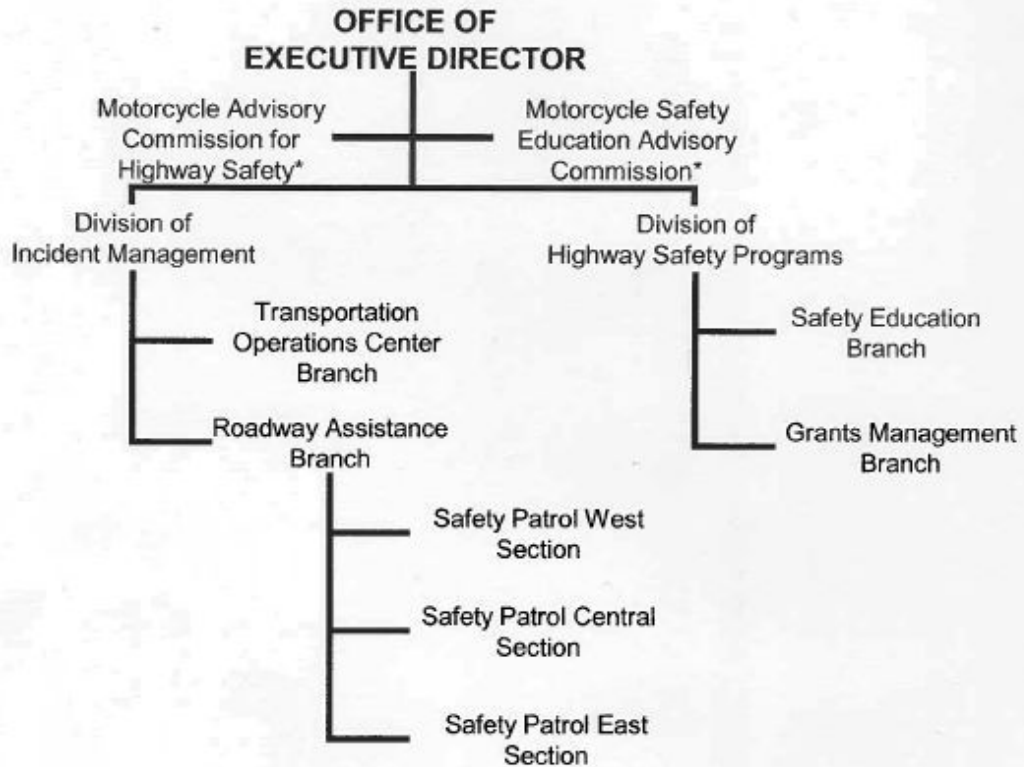 OFFICE OF
EXECUTIVE DIRECTOR
Motorcycle Advisory
Commission for
Highway Safety*
Motorcycle Safety
Education Advisory
Commission*
Division of
Incident Management
Division of
Highway Safety Programs
Transportation
Operations Center
Branch
Safety Education
Branch
Roadway Assistance
Branch
Grants Management
Branch
Safety Patrol West
Section
Safety Patrol Central
Section
Safety Patrol East
Section